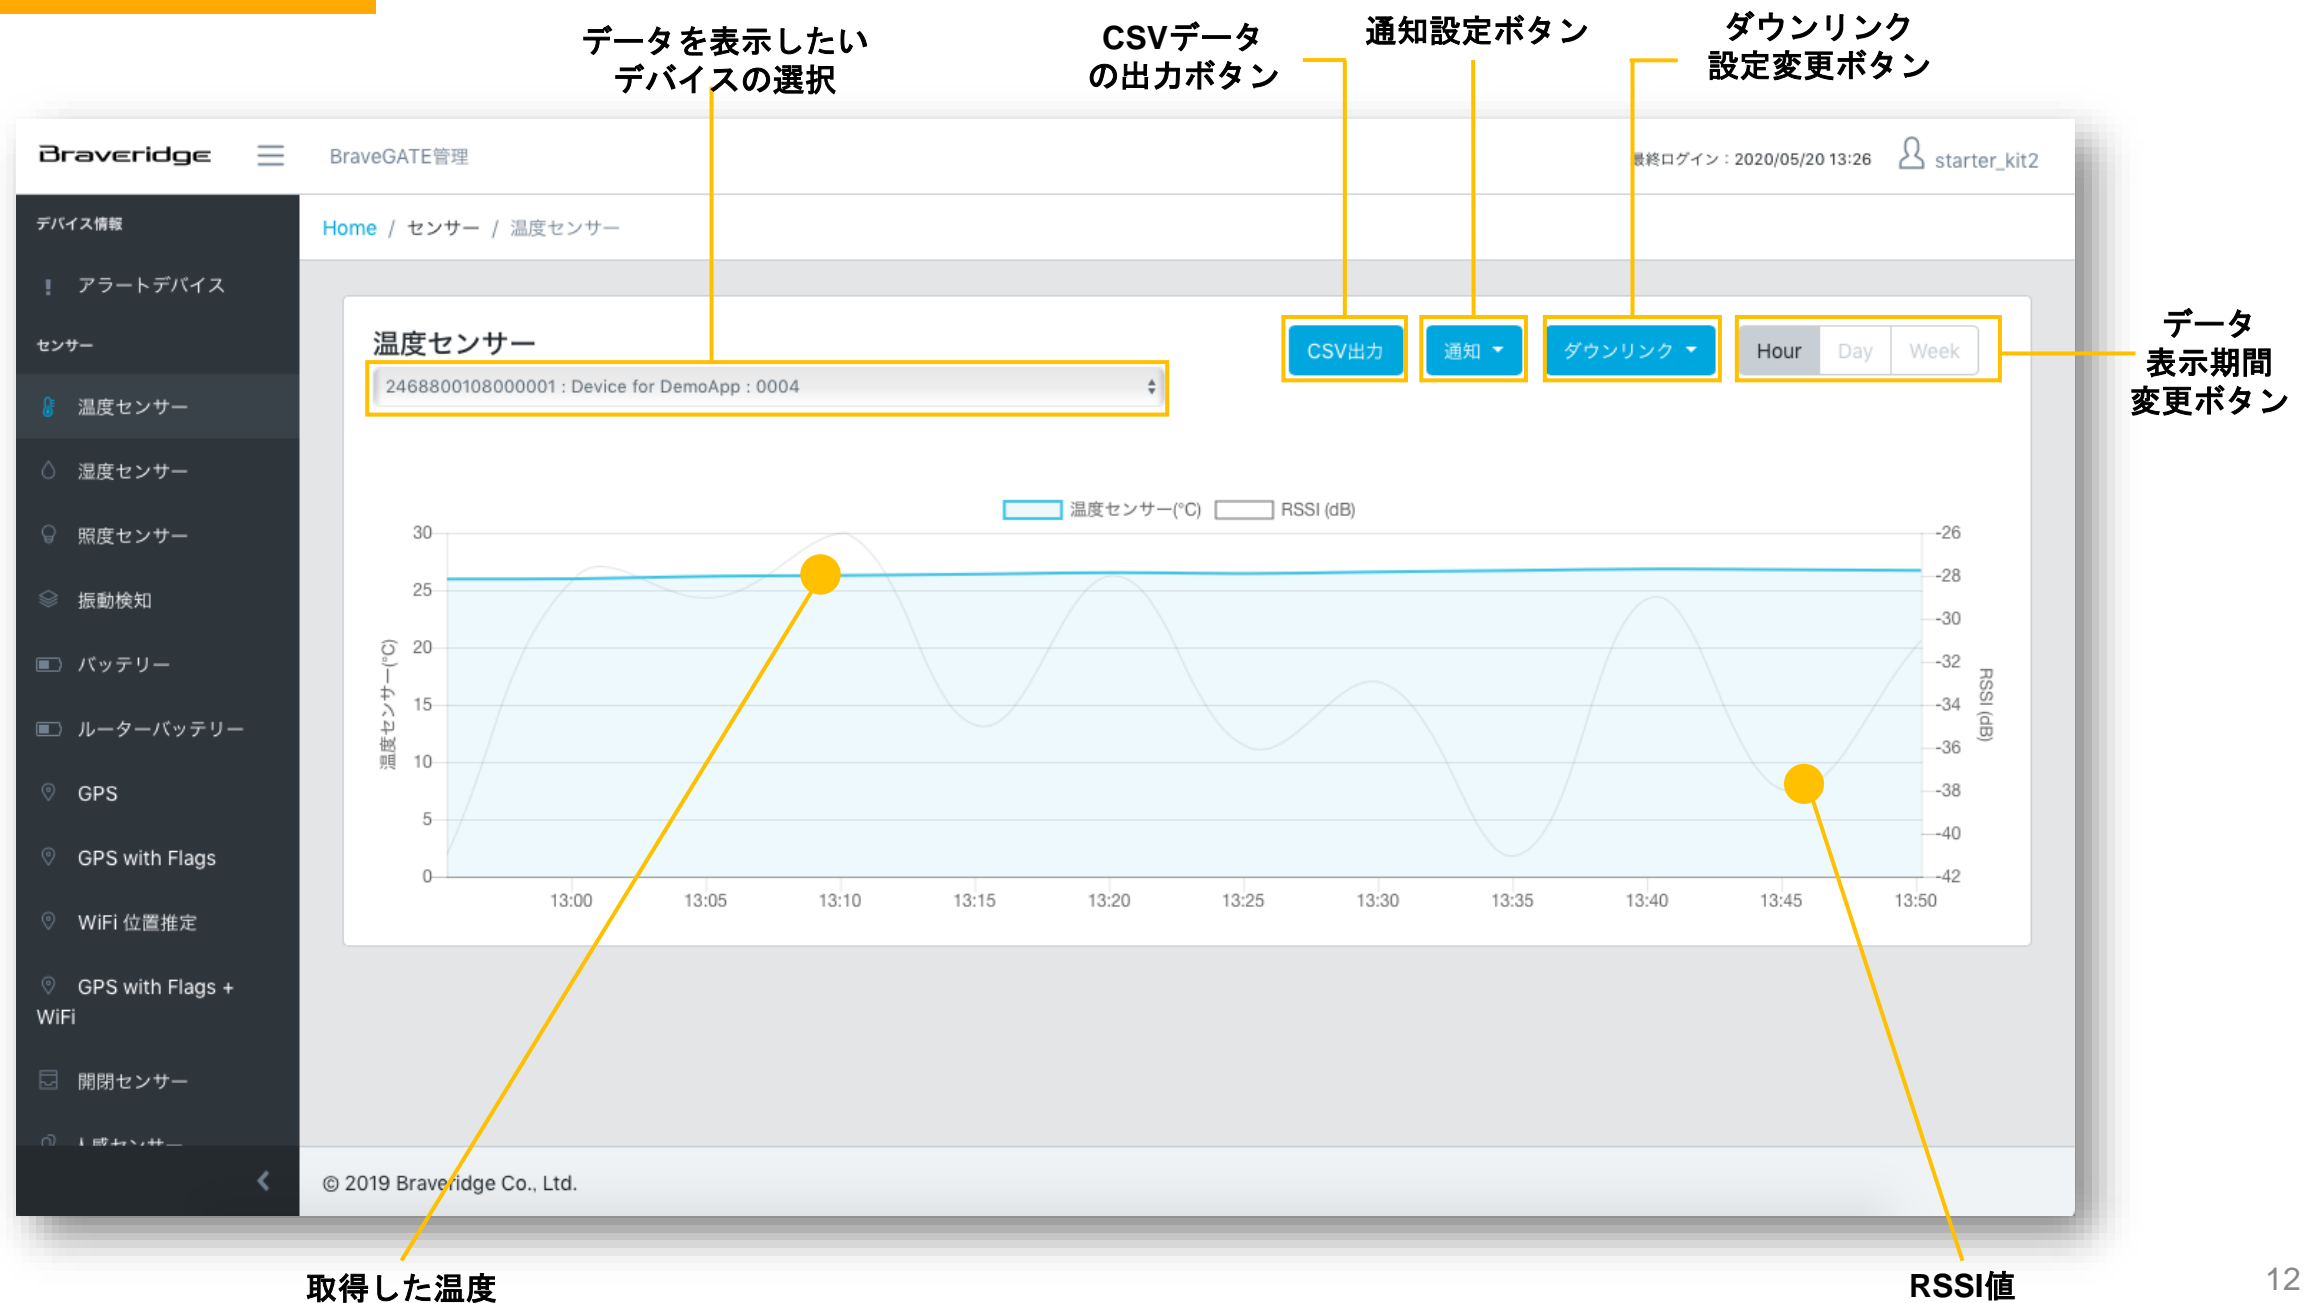 データを表示したい
デバイスの選択
CSVデータ
の出力ボタン
通知設定ボタン
ダウンリンク
設定変更ボタン
Braveridge
BraveGATE管理
最終ログイン：2020/05/20 13:26
starter_kit2
デバイス情報
アラートデバイス
センサー
温度センサー
湿度センサー
照度センサー
振動検知
バッテリー
ルーターバッテリー
GPS
GPS with Flags
WiFi 位置推定
GPS with Flags +
WiFi
開閉センサー
人感センサー
Home / センサー / 温度センサー
温度センサー
2468800108000001 : Device for DemoApp : 0004
CSV出力
通知
ダウンリンク
Hour Day Week
データ
表示期間
変更ボタン
温度センサー(°C) RSSI (dB)
温度センサー(°C)
30
25
20
15
10
5
0
-26
-28
-30
-32
-34
-36
-38
-40
-42
RSSI (dB)
13:00 13:05 13:10 13:15 13:20 13:25 13:30 13:35 13:40 13:45 13:50
© 2019 Braveridge Co., Ltd.
取得した温度
RSSI値
12